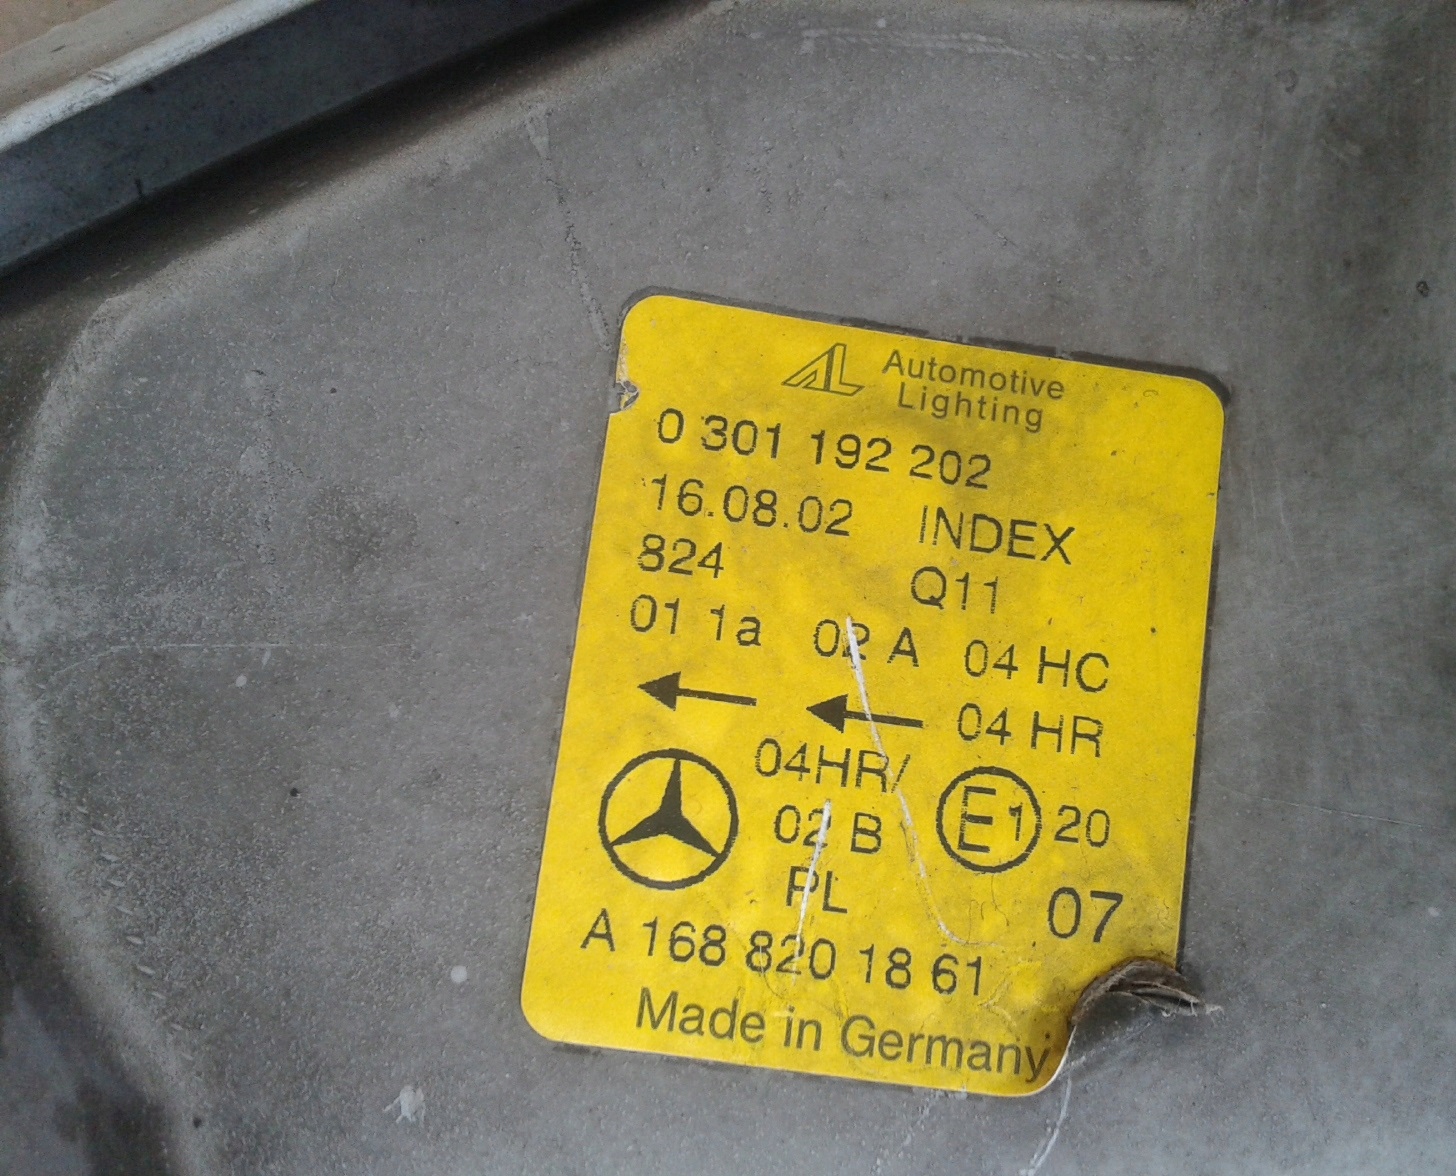 AL Automotive
Lighting
0 301 192 202
16.08.02 INDEX
824 Q11
01 1a 02 A 04 HC
04 HR
04HR/
02 B E1 20
PL 07
A 168 820 18 61
Made in Germany